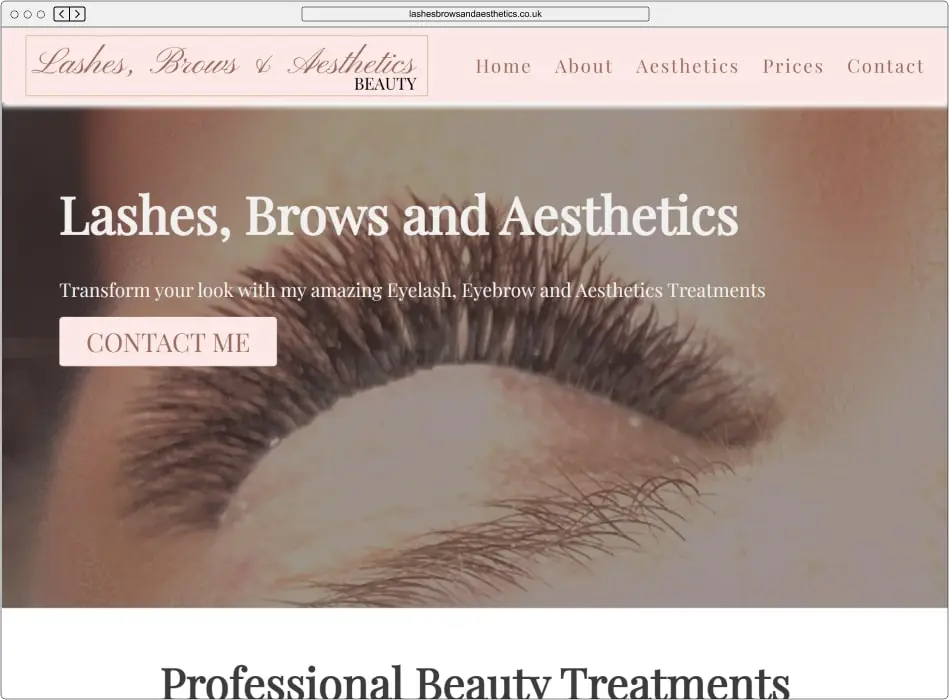 lashesbrowsandaesthetics.co.uk
Lashes, Brows & Aesthetics
BEAUTY
Home About Aesthetics Prices Contact
Lashes, Brows and Aesthetics
Transform your look with my amazing Eyelash, Eyebrow and Aesthetics Treatments
CONTACT ME
Professional Beauty Treatments